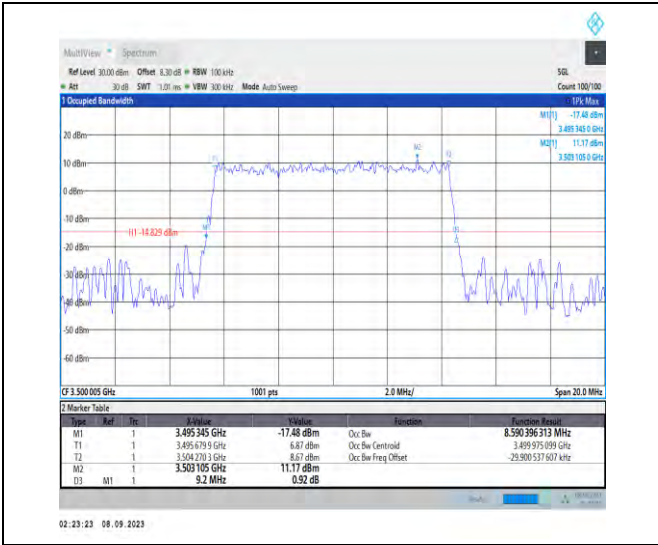 MultiView Spectrum
Ref Level 30.00 dBm Offset 8.30 dB RBW 100 kHz SGL
Att 30 dB SWT 1.01 ms VBW 300 kHz Mode Auto Sweep Count 100/100
1 Occupied Bandwidth 1Pk Max
M1[1] -17.48 dBm
3.495 345 0 GHz
M2[1] 11.17 dBm
3.503 105 0 GHz
20 dBm
M2
T1 T2
10 dBm
0 dBm
-10 dBm
M1
H1 -14.829 dBm
-20 dBm
-30 dBm
-40 dBm
-50 dBm
-60 dBm
CF 3.500 005 GHz 1001 pts 2.0 MHz/ Span 20.0 MHz
2 Marker Table
Type Ref Trc X-Value Y-Value Function Function Result
M1 1 3.495 345 GHz -17.48 dBm Occ Bw 8.590 396 313 MHz
T1 1 3.495 679 9 GHz 6.87 dBm Occ Bw Centroid 3.499 975 099 GHz
T2 1 3.504 270 3 GHz 8.67 dBm Occ Bw Freq Offset -29.900 537 607 kHz
M2 1 3.503 105 GHz 11.17 dBm
D3 M1 1 9.2 MHz 0.92 dB
02:23:23 08.09.2023